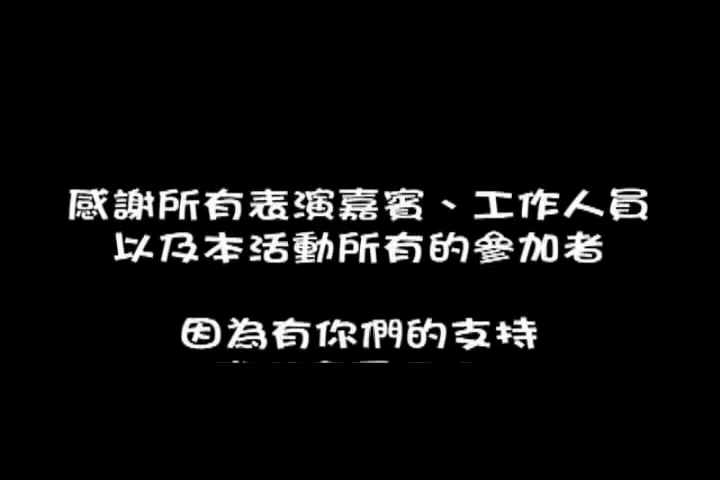 感謝所有表演嘉賓、工作人員
以及本活動所有的參加者
因為有你們的支持